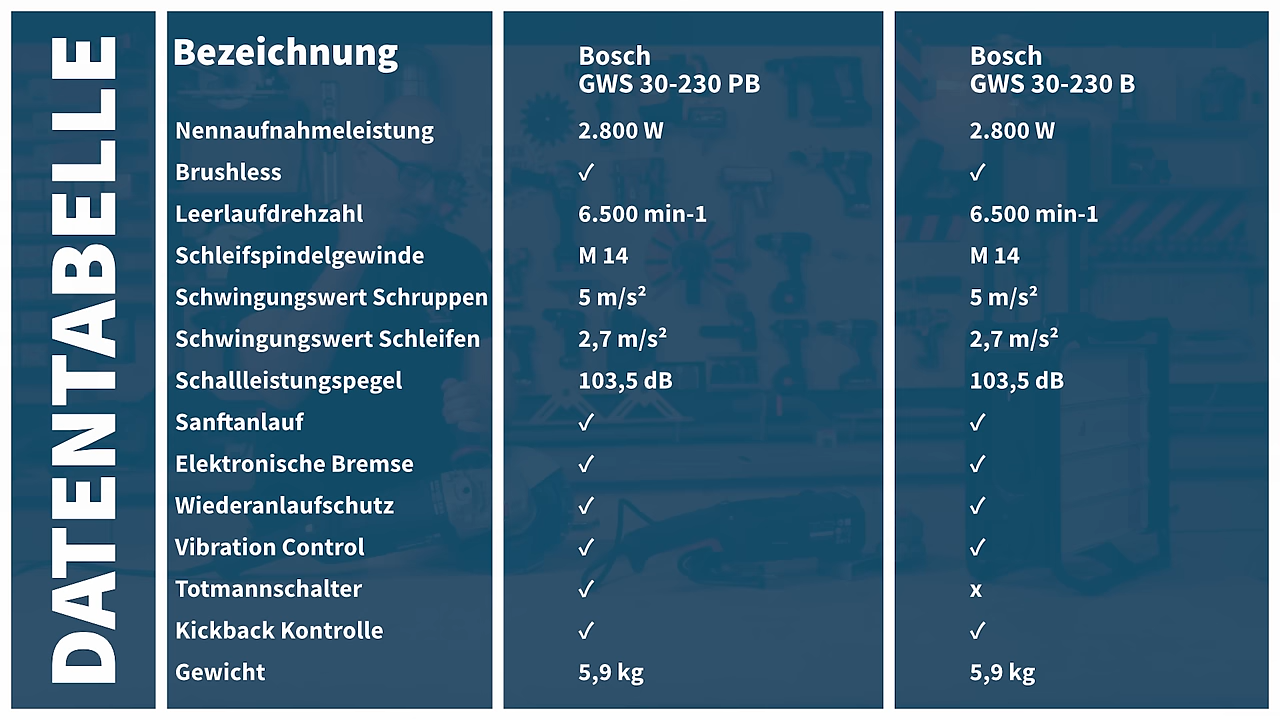 DATENTABELLE
Bezeichnung
Bosch
GWS 30-230 PB
Bosch
GWS 30-230 B
Nennaufnahmeleistung 2.800 W 2.800 W
Brushless ✓ ✓
Leerlaufdrehzahl 6.500 min-1 6.500 min-1
Schleifspindelgewinde M 14 M 14
Schwingungswert Schruppen 5 m/s² 5 m/s²
Schwingungswert Schleifen 2,7 m/s² 2,7 m/s²
Schallleistungspegel 103,5 dB 103,5 dB
Sanftanlauf ✓ ✓
Elektronische Bremse ✓ ✓
Wiederanlaufschutz ✓ ✓
Vibration Control ✓ ✓
Totmannschalter ✓ x
Kickback Kontrolle ✓ ✓
Gewicht 5,9 kg 5,9 kg